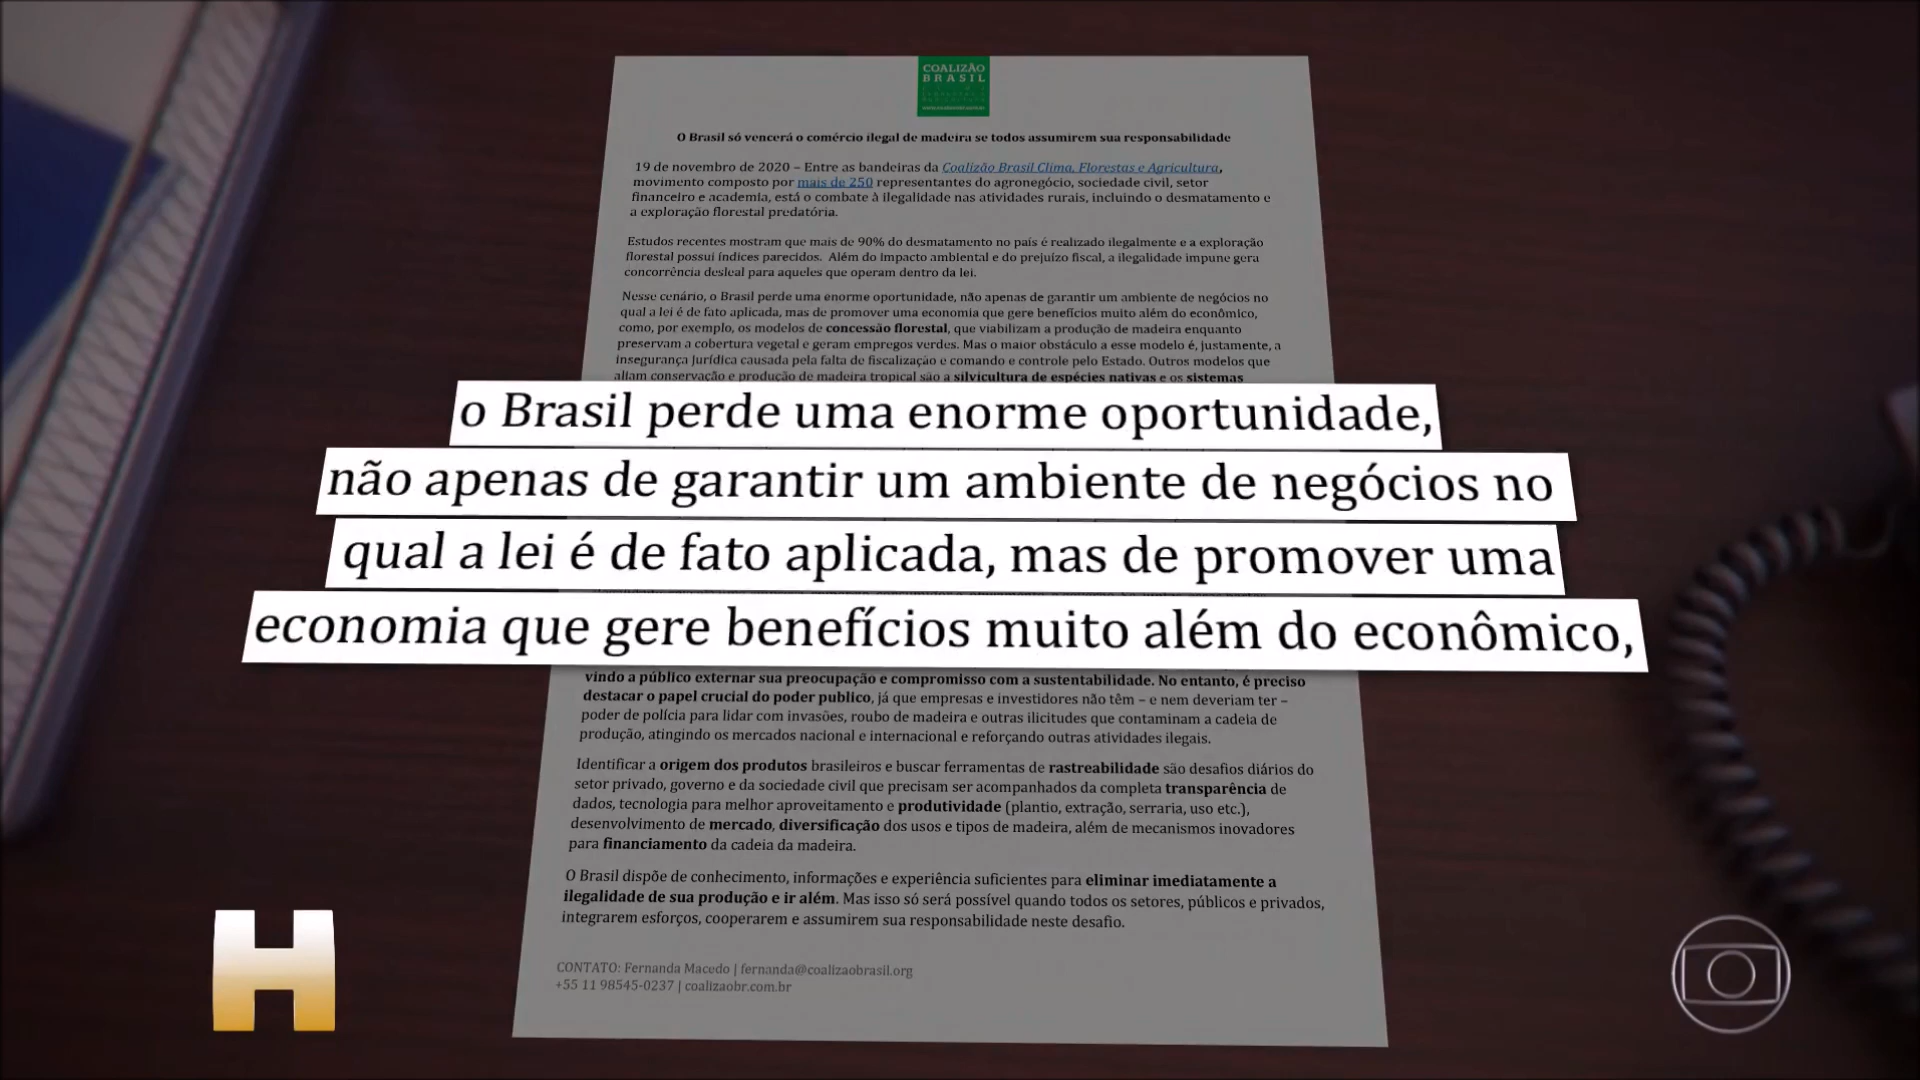 COALIZÃO
BRASIL
O Brasil só vencerá o comércio ilegal de madeira se todos assumirem sua responsabilidade
19 de novembro de 2020 – Entre as bandeiras da Coalizão Brasil Clima, Florestas e Agricultura,
movimento composto por mais de 250 representantes do agronegócio, sociedade civil, setor
financeiro e academia, está o combate à ilegalidade nas atividades rurais, incluindo o desmatamento e
a exploração florestal predatória.
Estudos recentes mostram que mais de 90% do desmatamento no país é realizado ilegalmente e a exploração
florestal possui índices parecidos. Além do impacto ambiental e do prejuízo fiscal, a ilegalidade impune gera
concorrência desleal para aqueles que operam dentro da lei.
Nesse cenário, o Brasil perde uma enorme oportunidade, não apenas de garantir um ambiente de negócios no
qual a lei é de fato aplicada, mas de promover uma economia que gere benefícios muito além do econômico,
como, por exemplo, os modelos de concessão florestal, que viabilizam a produção de madeira enquanto
preservam a cobertura vegetal e geram empregos verdes. Mas o maior obstáculo a esse modelo é, justamente, a
insegurança jurídica causada pela falta de fiscalização e comando e controle pelo Estado. Outros modelos que
aliam conservação e produção de madeira tropical são a silvicultura de espécies nativas e os sistemas
o Brasil perde uma enorme oportunidade,
não apenas de garantir um ambiente de negócios no
qual a lei é de fato aplicada, mas de promover uma
economia que gere benefícios muito além do econômico,
vindo a público externar sua preocupação e compromisso com a sustentabilidade. No entanto, é preciso
destacar o papel crucial do poder publico, já que empresas e investidores não têm – e nem deveriam ter –
poder de polícia para lidar com invasões, roubo de madeira e outras ilicitudes que contaminam a cadeia de
produção, atingindo os mercados nacional e internacional e reforçando outras atividades ilegais.
Identificar a origem dos produtos brasileiros e buscar ferramentas de rastreabilidade são desafios diários do
setor privado, governo e da sociedade civil que precisam ser acompanhados da completa transparência de
dados, tecnologia para melhor aproveitamento e produtividade (plantio, extração, serraria, uso etc.),
desenvolvimento de mercado, diversificação dos usos e tipos de madeira, além de mecanismos inovadores
para financiamento da cadeia da madeira.
O Brasil dispõe de conhecimento, informações e experiência suficientes para eliminar imediatamente a
ilegalidade de sua produção e ir além. Mas isso só será possível quando todos os setores, públicos e privados,
integrarem esforços, cooperarem e assumirem sua responsabilidade neste desafio.
CONTATO: Fernanda Macedo | fernanda@coalizaobrasil.org
+55 11 98545-0237 | coalizaobr.com.br
H